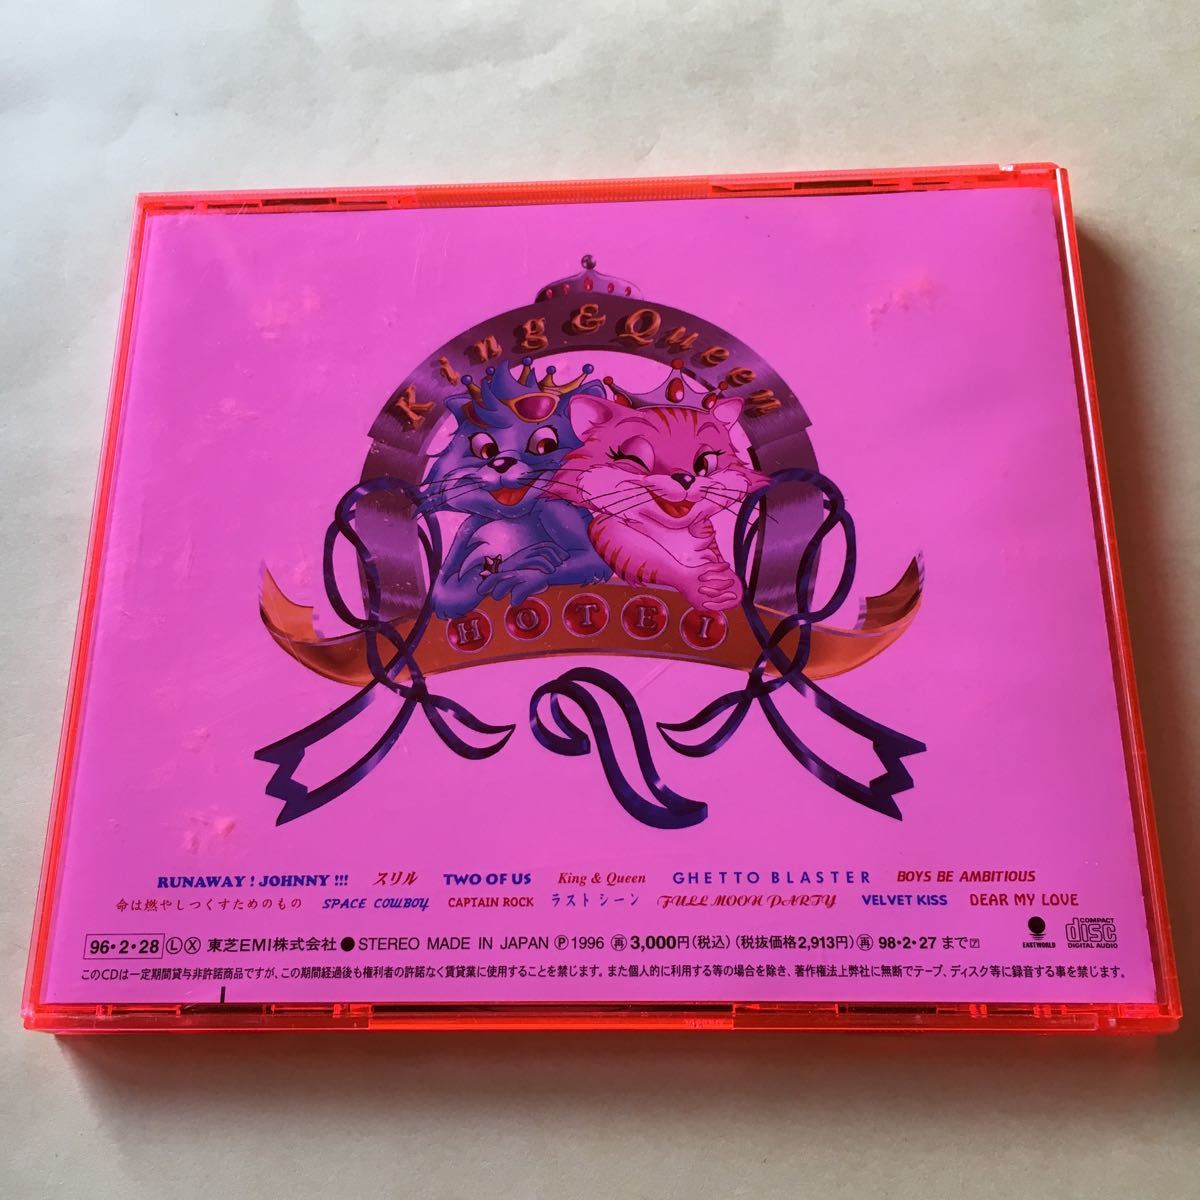 King & Queen
HOTEI
RUNAWAY ! JOHNNY !!! スリル TWO OF US King & Queen GHETTO BLASTER BOYS BE AMBITIOUS
命は燃やしつくすためのもの SPACE COWBOY CAPTAIN ROCK ラストシーン FULL MOON PARTY VELVET KISS DEAR MY LOVE
96・2・28 Ⓛ Ⓧ 東芝EMI株式会社 ● STEREO MADE IN JAPAN Ⓟ 1996 ㊢ 3,000円(税込) (税抜価格2,913円) ㊢ 98・2・27 まで
EASTWORLD
COMPACT disc DIGITAL AUDIO
このCDは一定期間貸与非許諾商品ですが、この期間経過後も権利者の許諾なく賃貸業に使用することを禁じます。また個人的に利用する等の場合を除き、著作権法上弊社に無断でテープ、ディスク等に録音する事を禁じます。